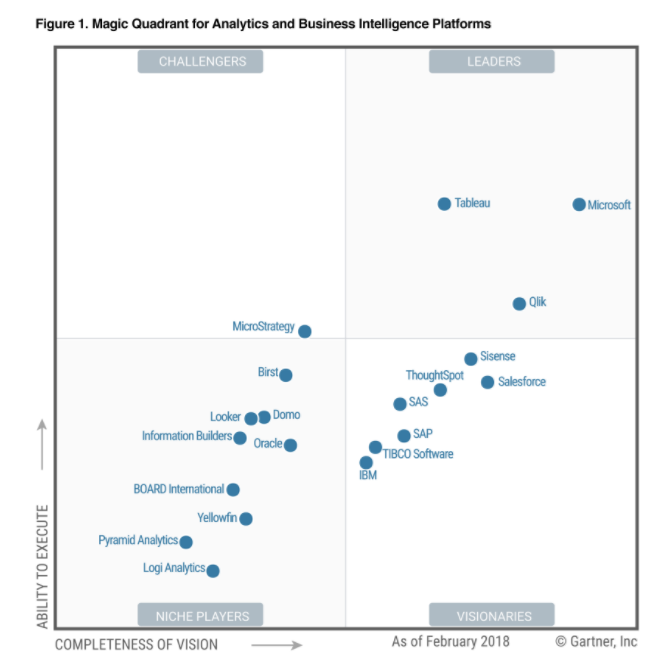 Figure 1. Magic Quadrant for Analytics and Business Intelligence Platforms
CHALLENGERS
LEADERS
Tableau
Microsoft
Qlik
MicroStrategy
Sisense
Birst
ThoughtSpot
Salesforce
SAS
Looker
Domo
Information Builders
Oracle
SAP
TIBCO Software
IBM
BOARD International
Yellowfin
Pyramid Analytics
Logi Analytics
ABILITY TO EXECUTE
NICHE PLAYERS
VISIONARIES
COMPLETENESS OF VISION
As of February 2018
© Gartner, Inc